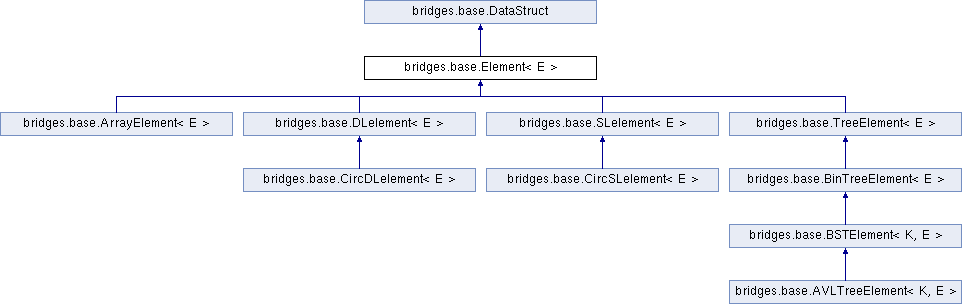 bridges.base.DataStruct
bridges.base.Element< E >
bridges.base.ArrayElement< E >
bridges.base.DLelement< E >
bridges.base.SLelement< E >
bridges.base.TreeElement< E >
bridges.base.CircDLelement< E >
bridges.base.CircSLelement< E >
bridges.base.BinTreeElement< E >
bridges.base.BSTElement< K, E >
bridges.base.AVLTreeElement< K, E >